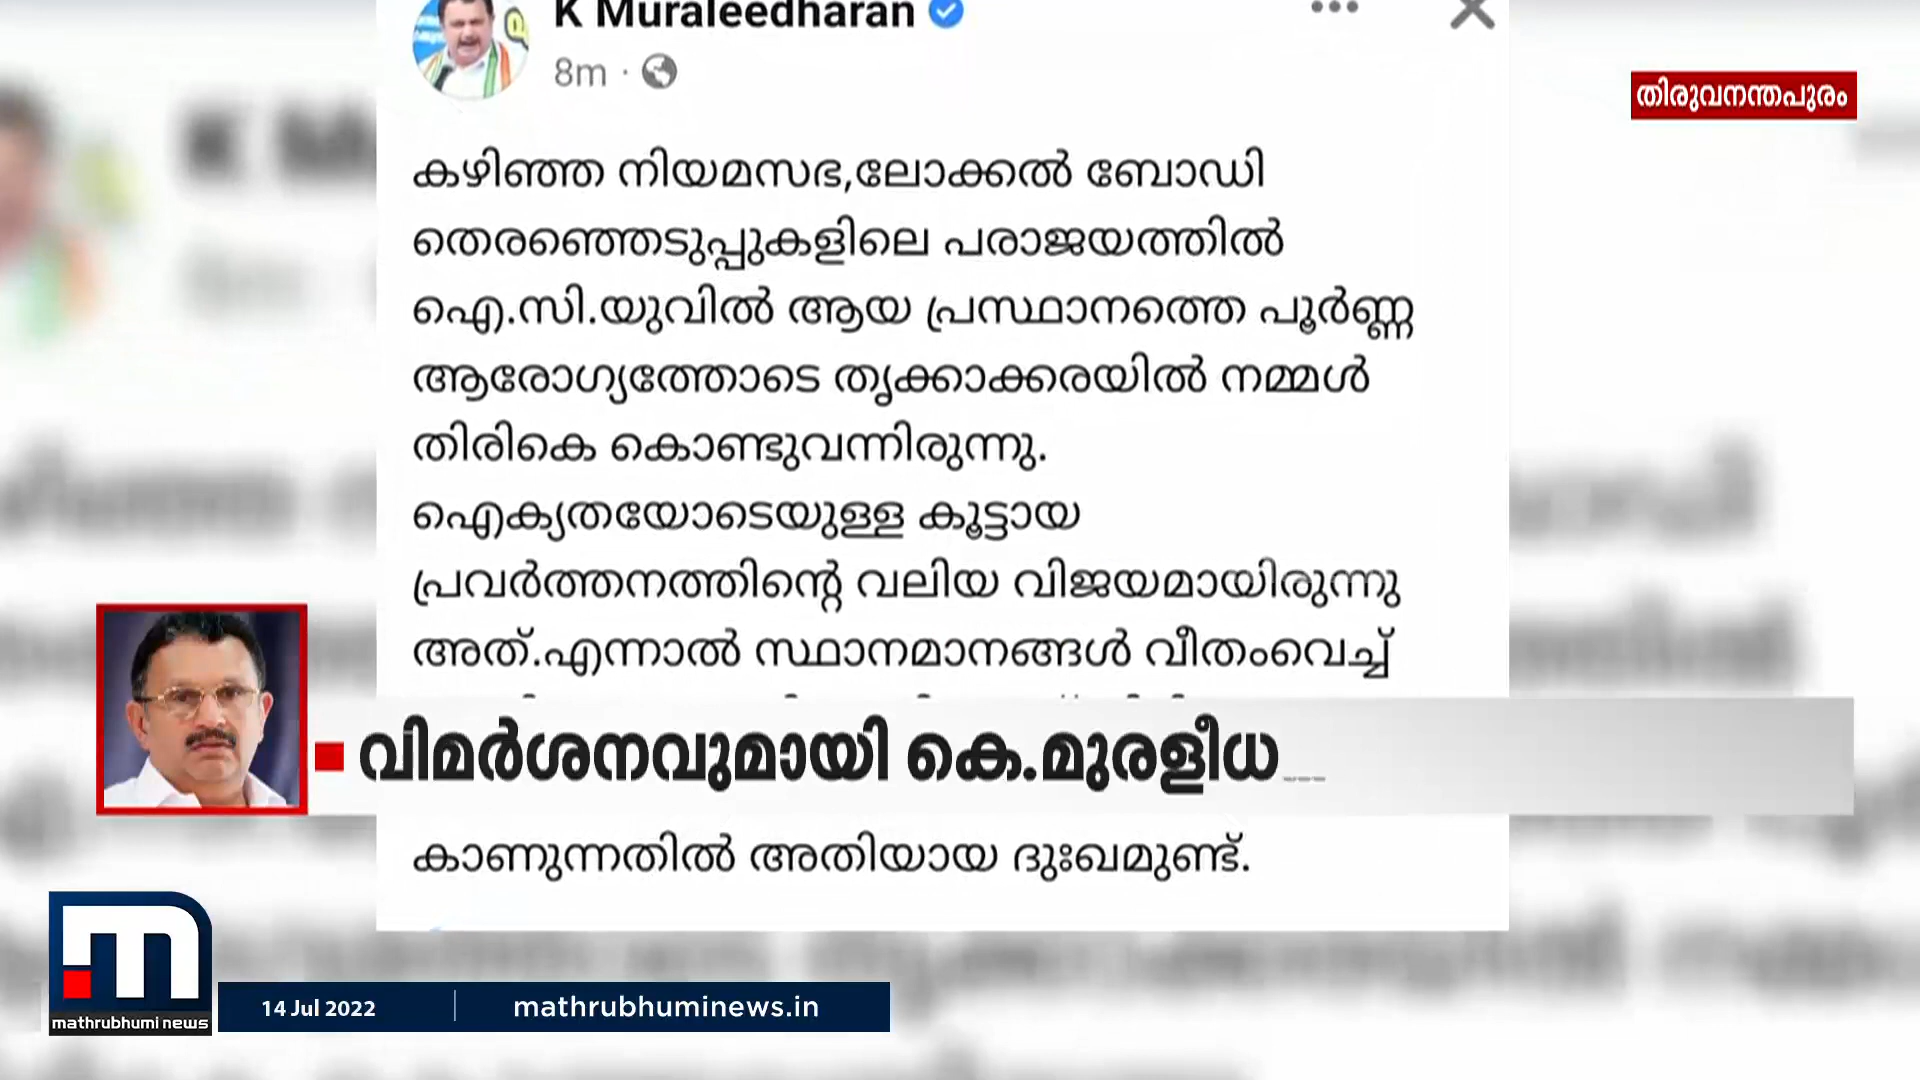 K Muraleedharan
8m
തിരുവനന്തപുരം
കഴിഞ്ഞ നിയമസഭ,ലോക്കൽ ബോഡി
തെരഞ്ഞെടുപ്പുകളിലെ പരാജയത്തിൽ
ഐ.സി.യുവിൽ ആയ പ്രസ്ഥാനത്തെ പൂർണ്ണ
ആരോഗ്യത്തോടെ തൃക്കാക്കരയിൽ നമ്മൾ
തിരികെ കൊണ്ടുവന്നിരുന്നു.
ഐക്യതയോടെയുള്ള കൂട്ടായ
പ്രവർത്തനത്തിന്റെ വലിയ വിജയമായിരുന്നു
അത്.എന്നാൽ സ്ഥാനമാനങ്ങൾ വീതംവെച്ച്
വിമർശനവുമായി കെ.മുരളീധ
കാണുന്നതിൽ അതിയായ ദുഃഖമുണ്ട്.
mathrubhumi news
14 Jul 2022
mathrubhuminews.in